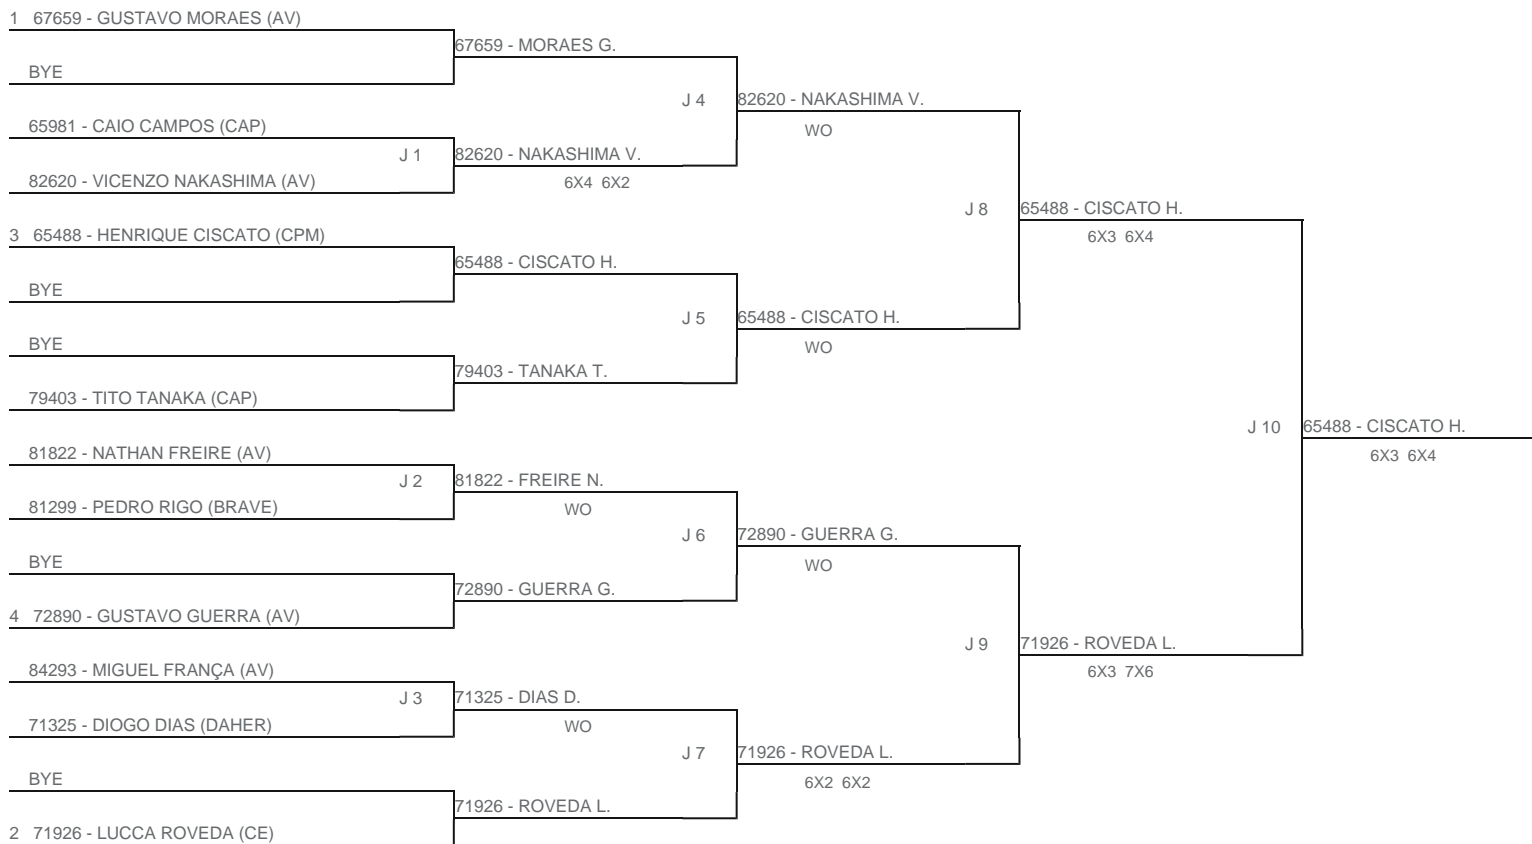 1 67659 - GUSTAVO MORAES (AV)
67659 - MORAES G.
BYE
J 4
82620 - NAKASHIMA V.
65981 - CAIO CAMPOS (CAP)
WO
J 1
82620 - NAKASHIMA V.
82620 - VICENZO NAKASHIMA (AV)
6X4 6X2
J 8
65488 - CISCATO H.
3 65488 - HENRIQUE CISCATO (CPM)
6X3 6X4
65488 - CISCATO H.
BYE
J 5
65488 - CISCATO H.
BYE
WO
79403 - TANAKA T.
79403 - TITO TANAKA (CAP)
J 10
65488 - CISCATO H.
81822 - NATHAN FREIRE (AV)
6X3 6X4
J 2
81822 - FREIRE N.
81299 - PEDRO RIGO (BRAVE)
WO
J 6
72890 - GUERRA G.
BYE
WO
72890 - GUERRA G.
4 72890 - GUSTAVO GUERRA (AV)
J 9
71926 - ROVEDA L.
84293 - MIGUEL FRANÇA (AV)
6X3 7X6
J 3
71325 - DIAS D.
71325 - DIOGO DIAS (DAHER)
WO
J 7
71926 - ROVEDA L.
BYE
6X2 6X2
71926 - ROVEDA L.
2 71926 - LUCCA ROVEDA (CE)